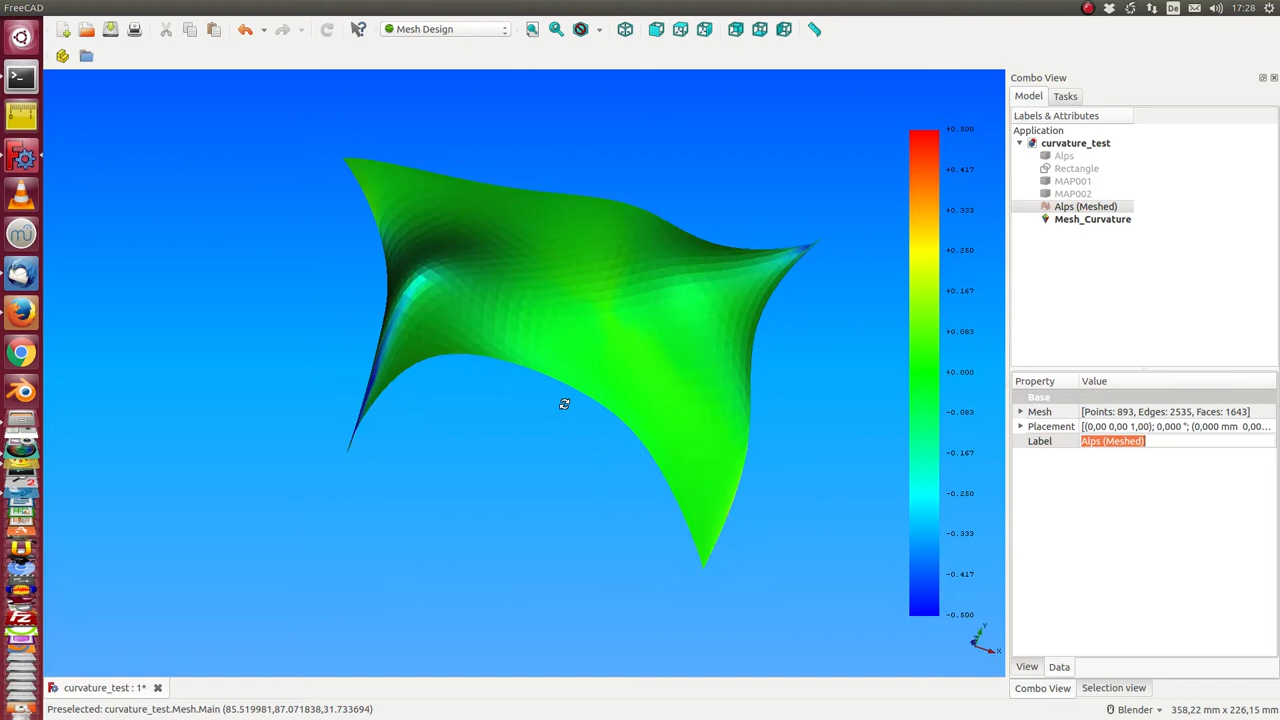 FreeCAD
De
17:28
Mesh Design
Combo View
Model
Tasks
Labels & Attributes
Application
curvature_test
Alps
Rectangle
MAP001
MAP002
Alps (Meshed)
Mesh_Curvature
+0.500
+0.417
+0.333
+0.250
+0.167
+0.083
+0.000
-0.083
-0.167
-0.250
-0.333
-0.417
-0.500
Y
X
Property Value
Base
Mesh [Points: 893, Edges: 2535, Faces: 1643]
Placement [(0,00 0,00 1,00); 0,000 °; (0,000 mm 0,00...
Label Alps (Meshed)
View
Data
curvature_test : 1*
Combo View
Selection view
Preselected: curvature_test.Mesh.Main (85.519981,87.071838,31.733694)
Blender
358,22 mm x 226,15 mm